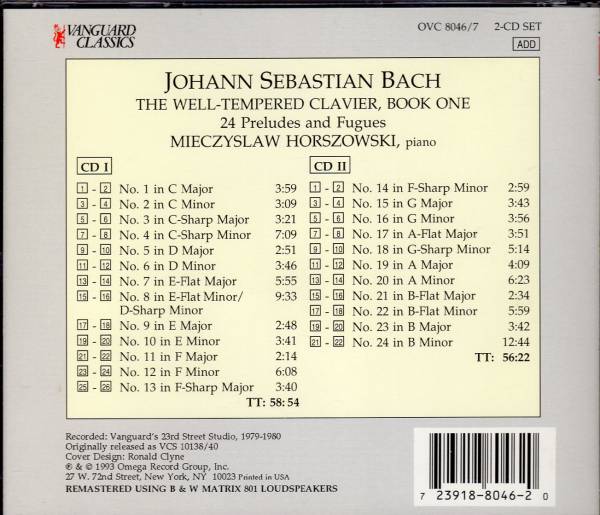 VANGUARD
CLASSICS
OVC 8046/7 2-CD SET
ADD
JOHANN SEBASTIAN BACH
THE WELL-TEMPERED CLAVIER, BOOK ONE
24 Preludes and Fugues
MIECZYSLAW HORSZOWSKI, piano
CD I
1 - 2 No. 1 in C Major 3:59
3 - 4 No. 2 in C Minor 3:09
5 - 6 No. 3 in C-Sharp Major 3:21
7 - 8 No. 4 in C-Sharp Minor 7:09
9 - 10 No. 5 in D Major 2:51
11 - 12 No. 6 in D Minor 3:46
13 - 14 No. 7 in E-Flat Major 5:55
15 - 16 No. 8 in E-Flat Minor/ 9:33
D-Sharp Minor
17 - 18 No. 9 in E Major 2:48
19 - 20 No. 10 in E Minor 3:41
21 - 22 No. 11 in F Major 2:14
23 - 24 No. 12 in F Minor 6:08
25 - 26 No. 13 in F-Sharp Major 3:40
TT: 58:54
CD II
1 - 2 No. 14 in F-Sharp Minor 2:59
3 - 4 No. 15 in G Major 3:43
5 - 6 No. 16 in G Minor 3:56
7 - 8 No. 17 in A-Flat Major 3:51
9 - 10 No. 18 in G-Sharp Minor 5:14
11 - 12 No. 19 in A Major 4:09
13 - 14 No. 20 in A Minor 6:23
15 - 16 No. 21 in B-Flat Major 2:34
17 - 18 No. 22 in B-Flat Minor 5:59
19 - 20 No. 23 in B Major 3:42
21 - 22 No. 24 in B Minor 12:44
TT: 56:22
Recorded: Vanguard's 23rd Street Studio, 1979-1980
Originally released as VCS 10138/40
Cover Design: Ronald Clyne
℗ & © 1993 Omega Record Group, Inc.
27 W. 72nd Street, New York, NY 10023 Printed in USA
REMASTERED USING B & W MATRIX 801 LOUDSPEAKERS
7 23918-8046-2 0